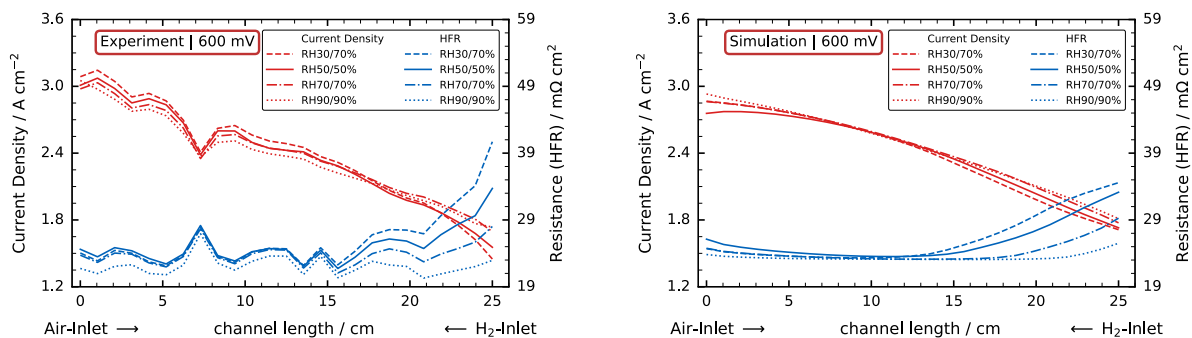 Experiment | 600 mV
Current Density HFR
RH30/70% RH30/70%
RH50/50% RH50/50%
RH70/70% RH70/70%
RH90/90% RH90/90%
3.6
3.0
2.4
1.8
1.2
Current Density / A cm⁻²
59
49
39
29
19
Resistance (HFR) / mΩ cm²
0 5 10 15 20 25
Air-Inlet → channel length / cm ← H₂-Inlet
Simulation | 600 mV
Current Density HFR
RH30/70% RH30/70%
RH50/50% RH50/50%
RH70/70% RH70/70%
RH90/90% RH90/90%
3.6
3.0
2.4
1.8
1.2
Current Density / A cm⁻²
59
49
39
29
19
Resistance (HFR) / mΩ cm²
0 5 10 15 20 25
Air-Inlet → channel length / cm ← H₂-Inlet